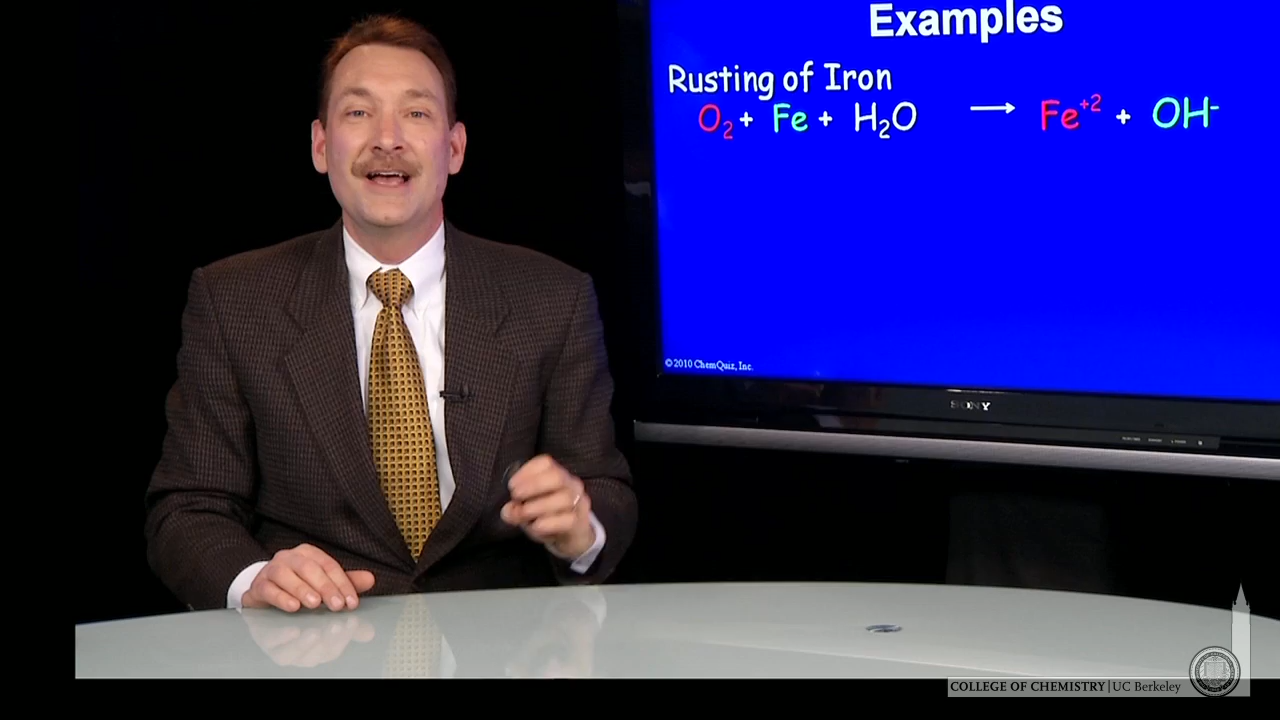 Examples
Rusting of Iron
O₂ + Fe + H₂O → Fe⁺² + OH⁻
© 2010 ChemQuiz, Inc.
SONY
COLLEGE OF CHEMISTRY | UC Berkeley